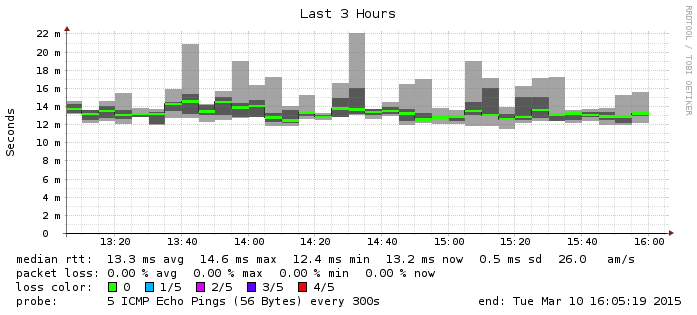 Last 3 Hours
RRDTOOL / TOBI OETIKER
Seconds
22 m
20 m
18 m
16 m
14 m
12 m
10 m
8 m
6 m
4 m
2 m
0
13:20 13:40 14:00 14:20 14:40 15:00 15:20 15:40 16:00
median rtt: 13.3 ms avg 14.6 ms max 12.4 ms min 13.2 ms now 0.5 ms sd 26.0 am/s
packet loss: 0.00 % avg 0.00 % max 0.00 % min 0.00 % now
loss color: 0 1/5 2/5 3/5 4/5
probe: 5 ICMP Echo Pings (56 Bytes) every 300s end: Tue Mar 10 16:05:19 2015